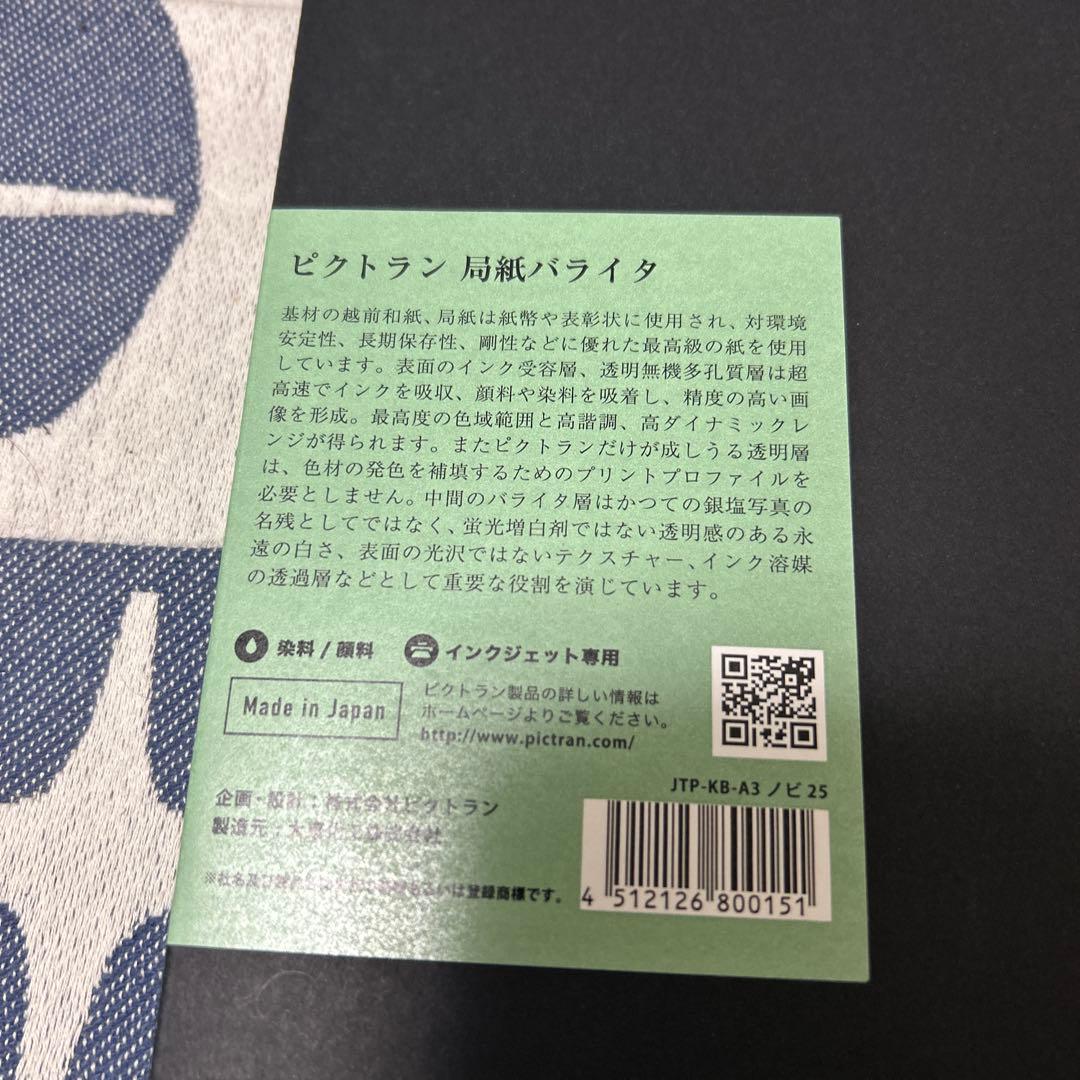 ピクトラン 局紙バライタ
基材の越前和紙、局紙は紙幣や表彰状に使用され、対環境
安定性、長期保存性、剛性などに優れた最高級の紙を使用
しています。表面のインク受容層、透明無機多孔質層は超
高速でインクを吸収、顔料や染料を吸着し、精度の高い画
像を形成。最高度の色域範囲と高諧調、高ダイナミックレ
ンジが得られます。またピクトランだけが成しうる透明層
は、色材の発色を補填するためのプリントプロファイルを
必要としません。中間のバライタ層はかつての銀塩写真の
名残としてではなく、蛍光増白剤ではない透明感のある永
遠の白さ、表面の光沢ではないテクスチャー、インク溶媒
の透過層などとして重要な役割を演じています。
染料 / 顔料 インクジェット専用
Made in Japan
ピクトラン製品の詳しい情報は
ホームページよりご覧ください。
http://www.pictran.com/
JTP-KB-A3 ノビ 25
企画・設計：株式会社ピクトラン
製造元：株式会社
※社名及び は登録商標です。
4 512126 800151